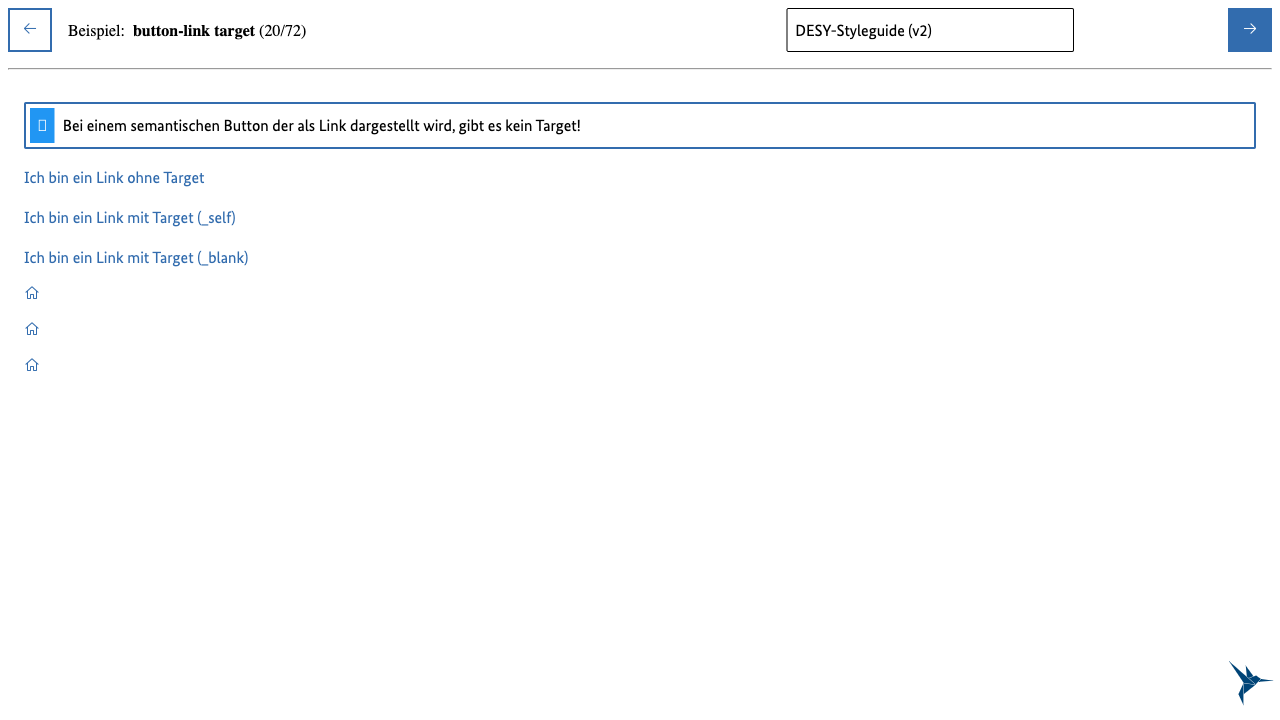 Beispiel: button-link target (20/72)
DESY-Styleguide (v2)
Bei einem semantischen Button der als Link dargestellt wird, gibt es kein Target!
Ich bin ein Link ohne Target
Ich bin ein Link mit Target (_self)
Ich bin ein Link mit Target (_blank)